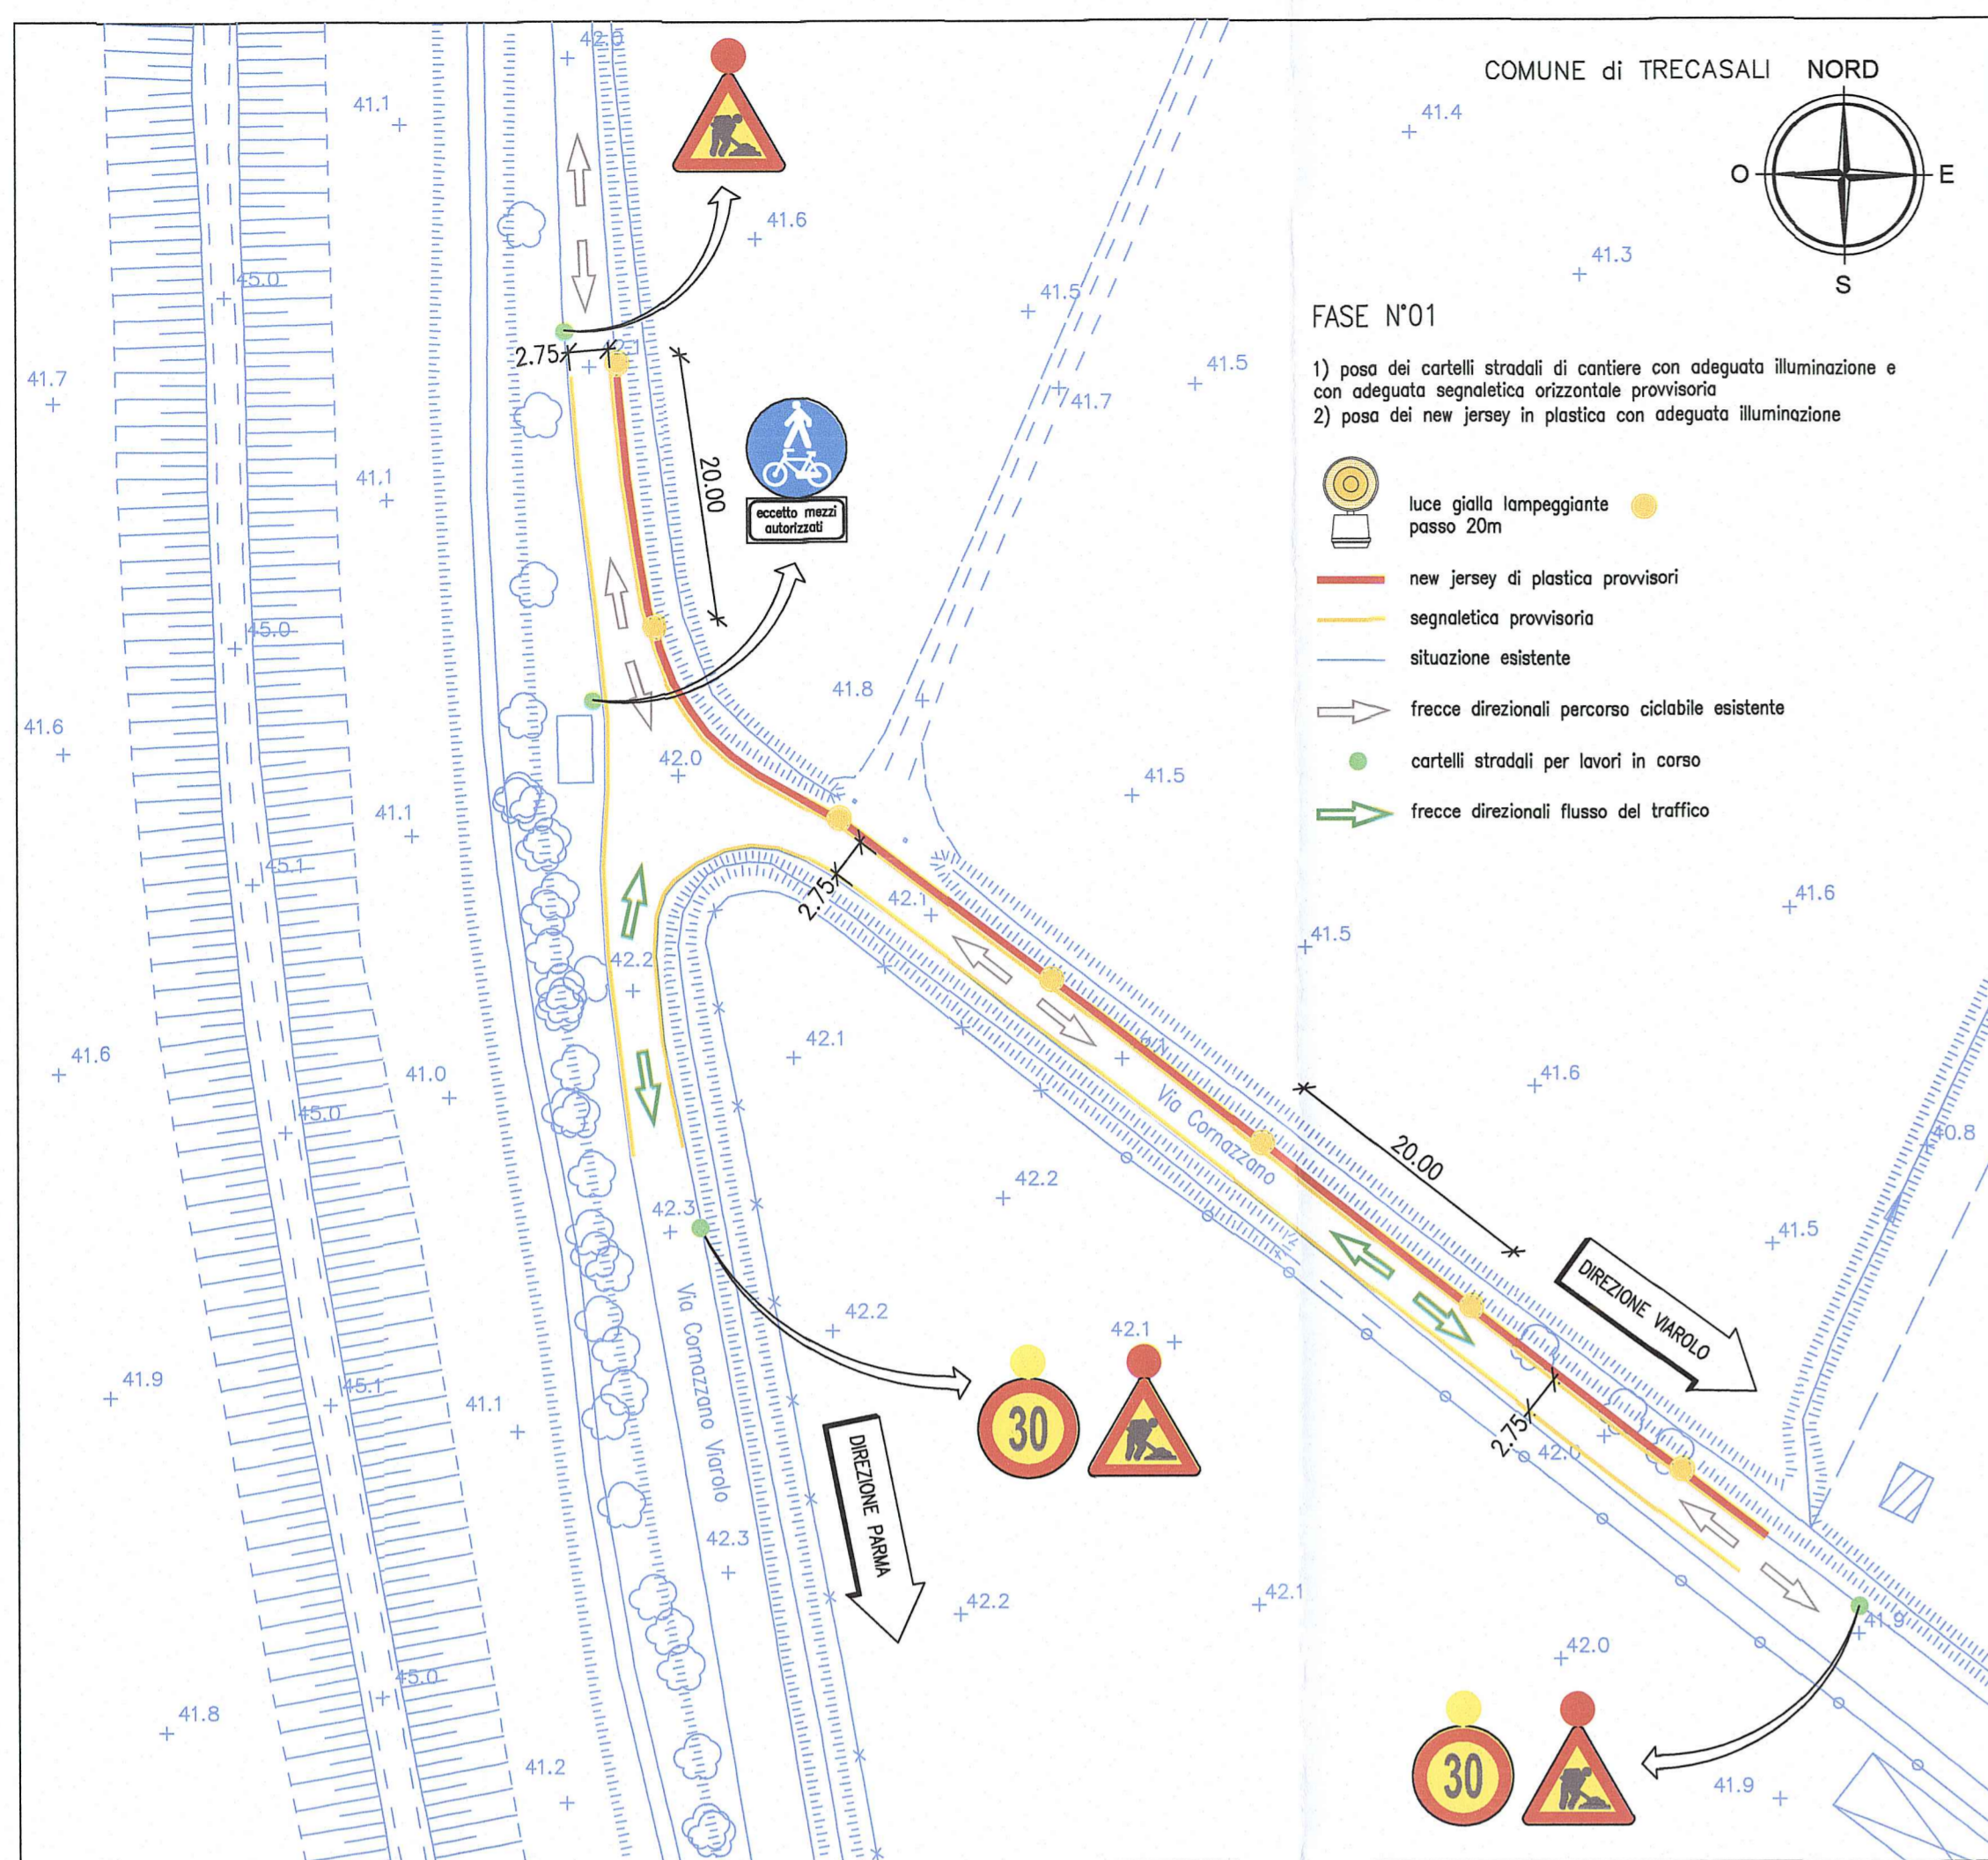 COMUNE di TRECASALI NORD
O
E
S
FASE N°01
1) posa dei cartelli stradali di cantiere con adeguata illuminazione e
con adeguata segnaletica orizzontale provvisoria
2) posa dei new jersey in plastica con adeguata illuminazione
luce gialla lampeggiante
passo 20m
new jersey di plastica provvisori
segnaletica provvisoria
situazione esistente
frecce direzionali percorso ciclabile esistente
cartelli stradali per lavori in corso
frecce direzionali flusso del traffico
42.0
41.1
41.4
41.6
41.3
45.0
41.5
2.75
41.7
41.5
41.7
20.00
eccetto mezzi
autorizzati
41.1
45.0
41.8
41.6
42.0
41.5
41.1
45.1
2.75
42.1
41.6
41.5
42.2
42.1
41.6
41.0
41.6
45.0
40.8
Via Cornazzano
20.00
42.2
42.3
41.5
DIREZIONE VIAROLO
Via Cornazzano Viarolo
42.2
42.1
30
41.9
45.1
41.1
2.75
42.0
DIREZIONE PARMA
42.3
42.2
42.1
41.9
42.0
45.0
41.8
30
41.2
41.9